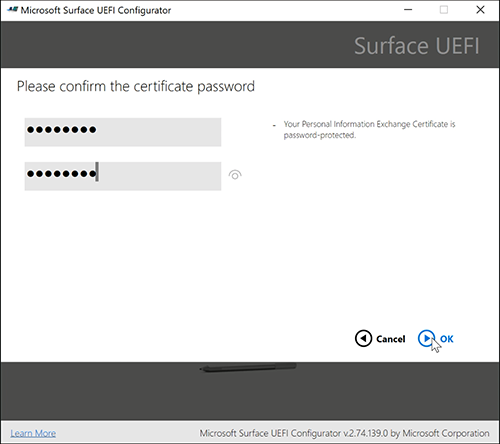 Microsoft Surface UEFI Configurator
Surface UEFI
Please confirm the certificate password
●●●●●●●●
- Your Personal Information Exchange Certificate is
password-protected.
●●●●●●●●
Cancel OK
Learn More Microsoft Surface UEFI Configurator v.2.74.139.0 by Microsoft Corporation